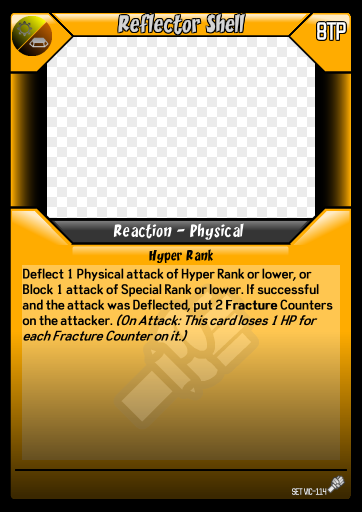 Reflector Shell
8TP
Reaction - Physical
Hyper Rank
Deflect 1 Physical attack of Hyper Rank or lower, or
Block 1 attack of Special Rank or lower. If successful
and the attack was Deflected, put 2 Fracture Counters
on the attacker. (On Attack: This card loses 1 HP for
each Fracture Counter on it.)
SET VIC-114